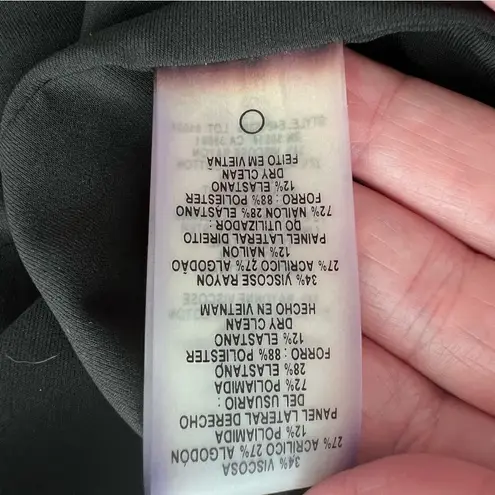 34% VISCOSA
27% ACRILICO 27% ALGODÓN
12% POLIAMIDA
PANEL LATERAL DERECHO
DEL USUARIO :
72% POLIAMIDA
28% ELASTANO
FORRO : 88% POLIESTER
12% ELASTANO
DRY CLEAN
HECHO EN VIETNAM
34% VISCOSE RAYON
27% ACRILICO 27% ALGODÃO
12% NAILON
PAINEL LATERAL DIREITO
DO UTILIZADOR :
72% NAILON 28% ELASTANO
FORRO : 88% POLIESTER
12% ELASTANO
DRY CLEAN
FEITO EM VIETNA